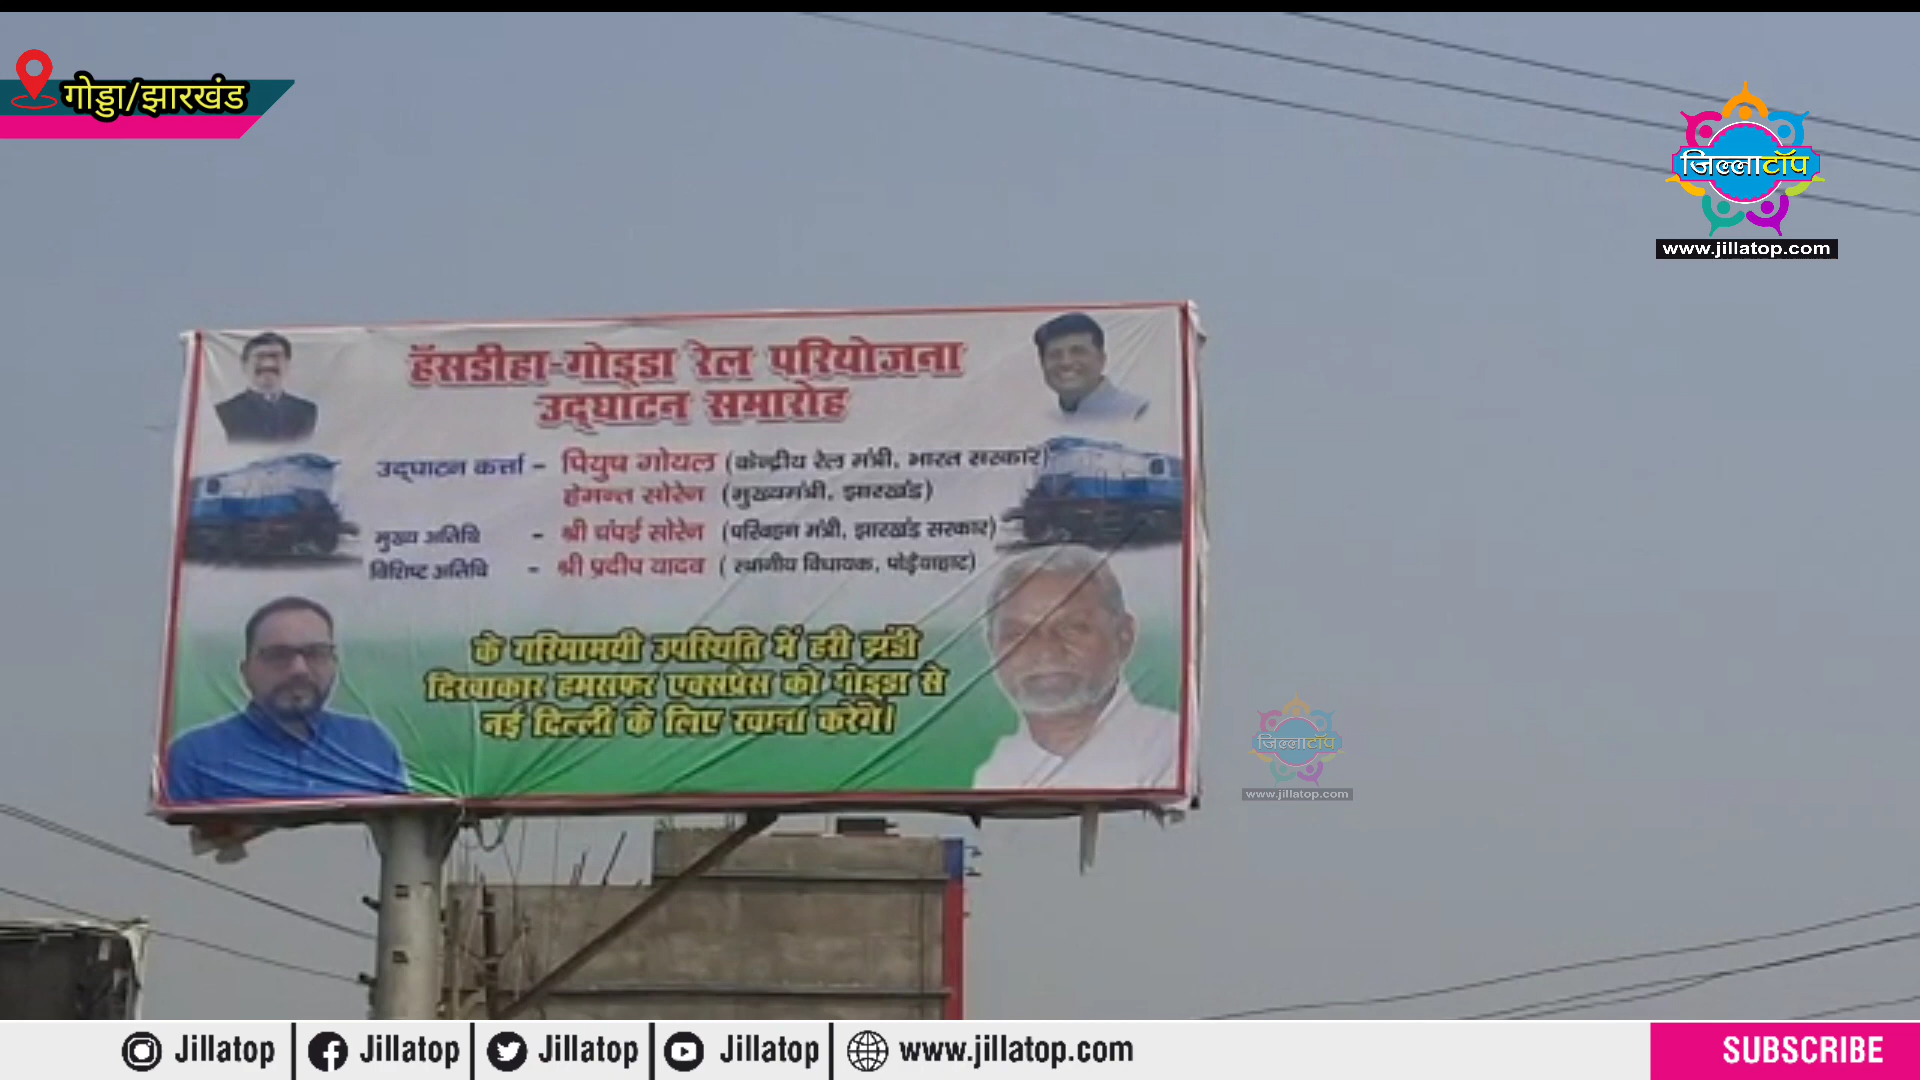 गोड्डा/झारखंड
जिल्लाटॉप
www.jillatop.com
हँसडीहा-गोड्डा रेल परियोजना
उद्घाटन समारोह
उद्घाटन कर्त्ता - पियुष गोयल (केन्द्रीय रेल मंत्री, भारत सरकार)
हेमन्त सोरेन (मुख्यमंत्री, झारखंड)
मुख्य अतिथि - श्री चंपई सोरेन (परिवहन मंत्री, झारखंड सरकार)
विशिष्ट अतिथि - श्री प्रदीप यादव (स्थानीय विधायक, पोड़ैयाहाट)
के गरिमामयी उपस्थिति में हरी झंडी
दिखाकार हमसफर एक्सप्रेस को गोड्डा से
नई दिल्ली के लिए रवाना करेंगे।
जिल्लाटॉप
www.jillatop.com
Jillatop Jillatop Jillatop Jillatop www.jillatop.com SUBSCRIBE